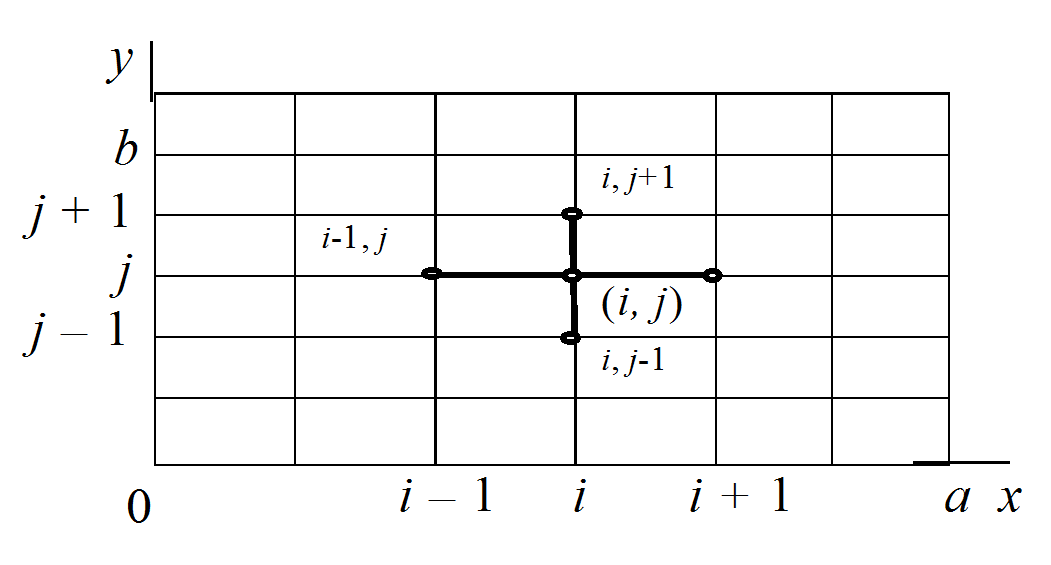 y
b
i, j+1
j + 1
i-1, j
j
(i, j)
j – 1
i, j-1
0
i – 1
i
i + 1
a
x